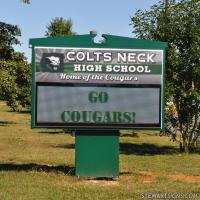 COLTS NECK
HIGH SCHOOL
Home of the Cougars
GO
COUGARS!
STEWARTSIGNS.COM